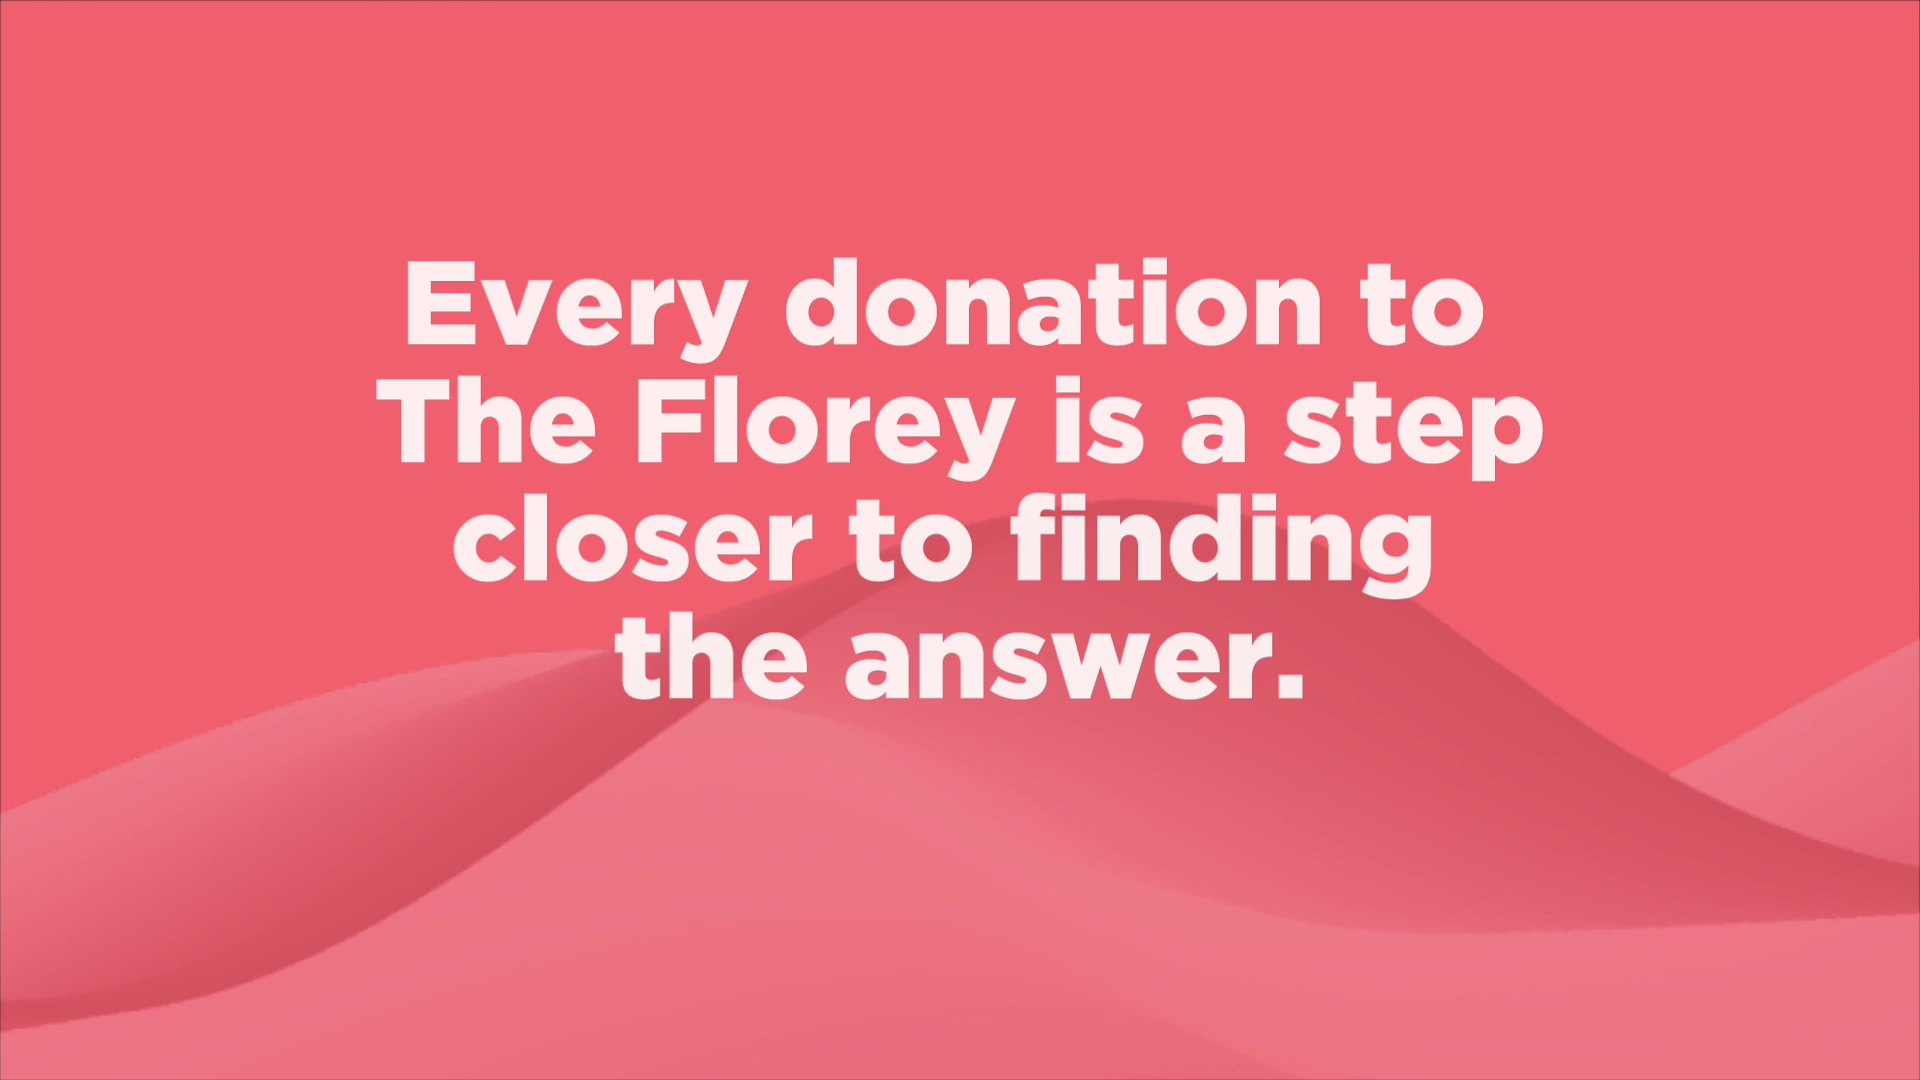 Every donation to
The Florey is a step
closer to finding
the answer.